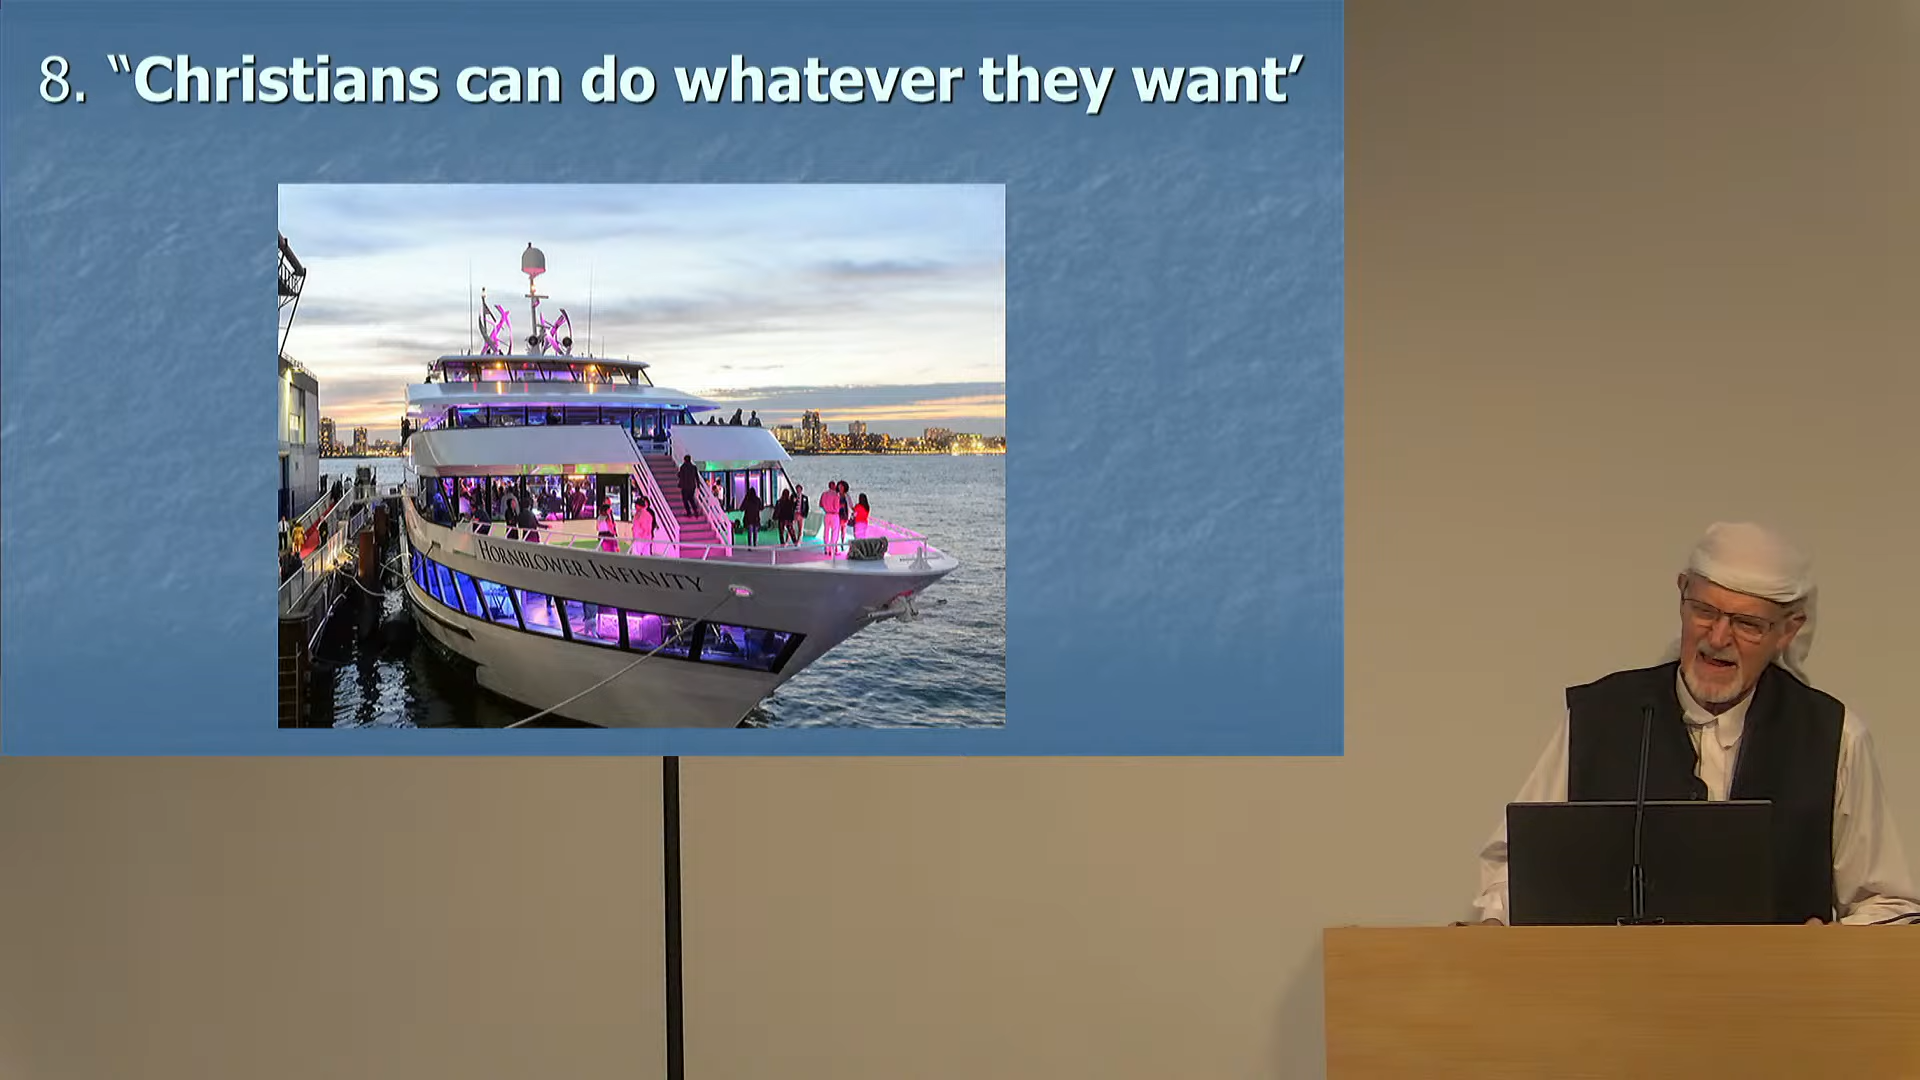 8. “Christians can do whatever they want’
HORNBLOWER INFINITY